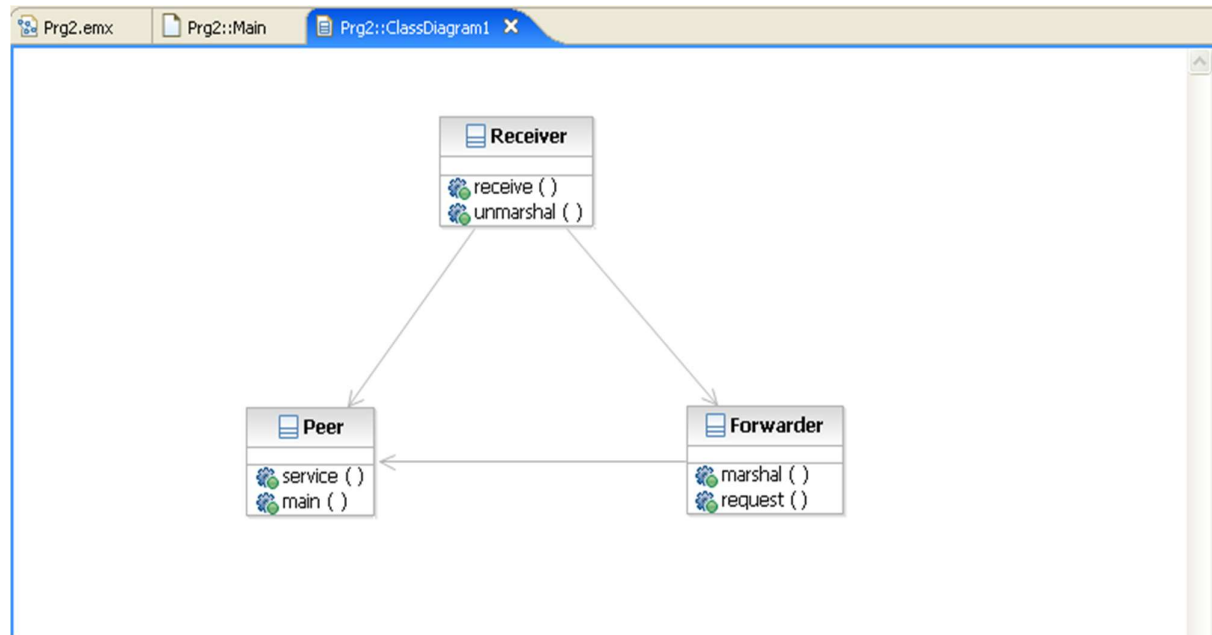 Prg2.emx
Prg2::Main
Prg2::ClassDiagram1
Receiver
receive ( )
unmarshal ( )
Peer
service ( )
main ( )
Forwarder
marshal ( )
request ( )